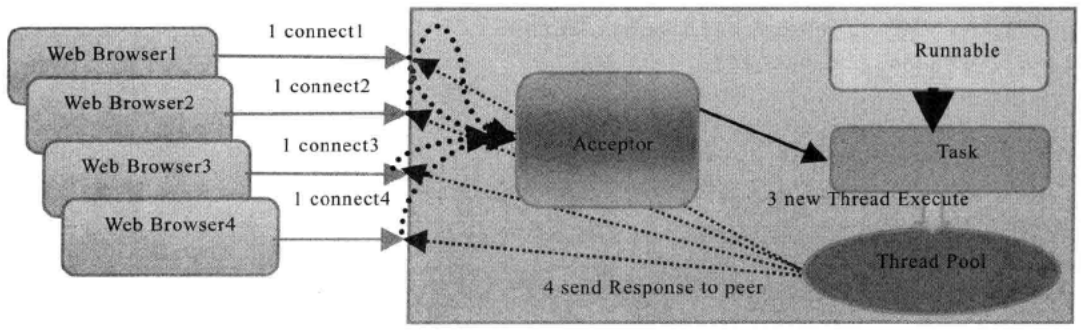 Web Browser1
1 connect1
Runnable
Web Browser2
1 connect2
Acceptor
Task
Web Browser3
1 connect3
3 new Thread Execute
Web Browser4
1 connect4
Thread Pool
4 send Response to peer